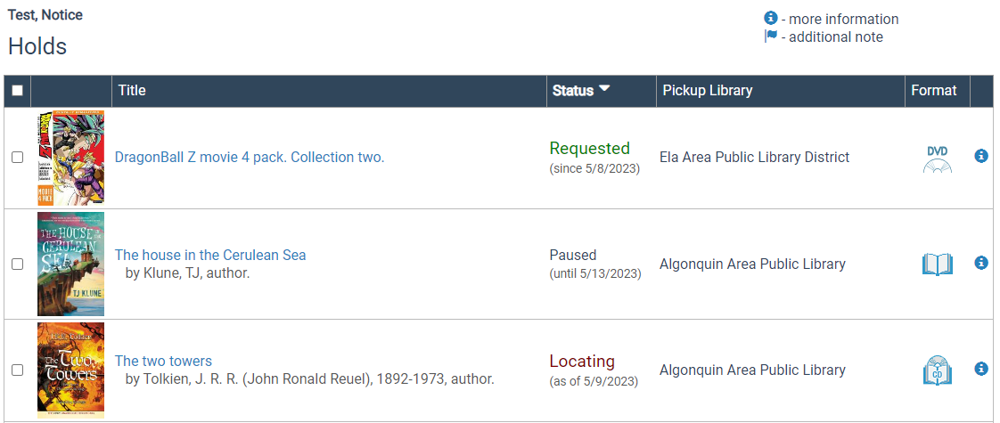 Test, Notice
- more information
- additional note
Holds
Title Status Pickup Library Format
DragonBall Z movie 4 pack. Collection two.
Requested
(since 5/8/2023)
Ela Area Public Library District
DVD
MOVIE
4 PACK
THE HOUSE IN THE
CERULEAN
SEA
TJ KLUNE
The house in the Cerulean Sea
by Klune, TJ, author.
Paused
(until 5/13/2023)
Algonquin Area Public Library
The Two
Towers
The two towers
by Tolkien, J. R. R. (John Ronald Reuel), 1892-1973, author.
Locating
(as of 5/9/2023)
Algonquin Area Public Library
CD